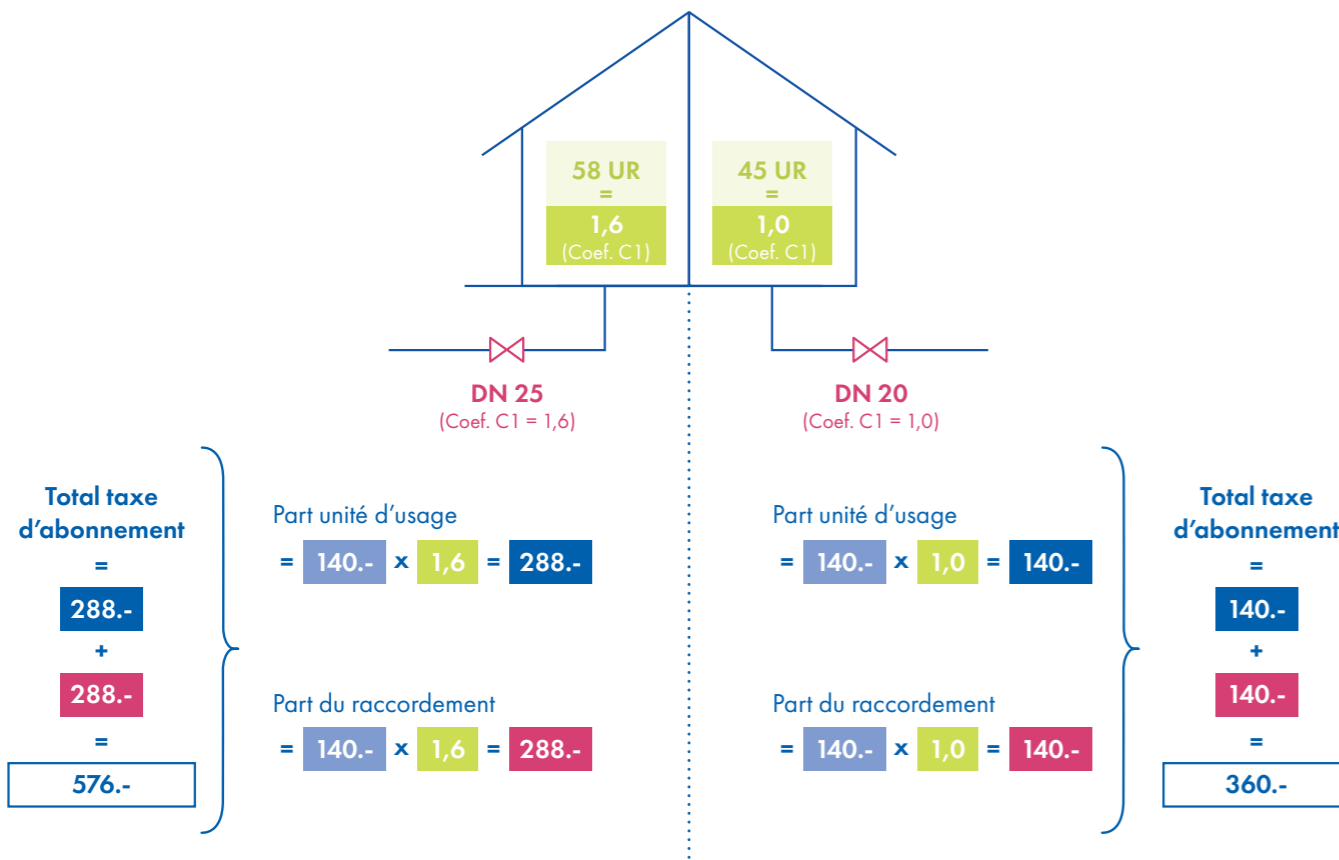 58 UR
=
1,6
(Coef. C1)
45 UR
=
1,0
(Coef. C1)
DN 25
(Coef. C1 = 1,6)
DN 20
(Coef. C1 = 1,0)
Total taxe
d'abonnement
=
288.-
+
288.-
=
576.-
Part unité d'usage
= 140.- x 1,6 = 288.-
Part du raccordement
= 140.- x 1,6 = 288.-
Part unité d'usage
= 140.- x 1,0 = 140.-
Part du raccordement
= 140.- x 1,0 = 140.-
Total taxe
d'abonnement
=
140.-
+
140.-
=
360.-